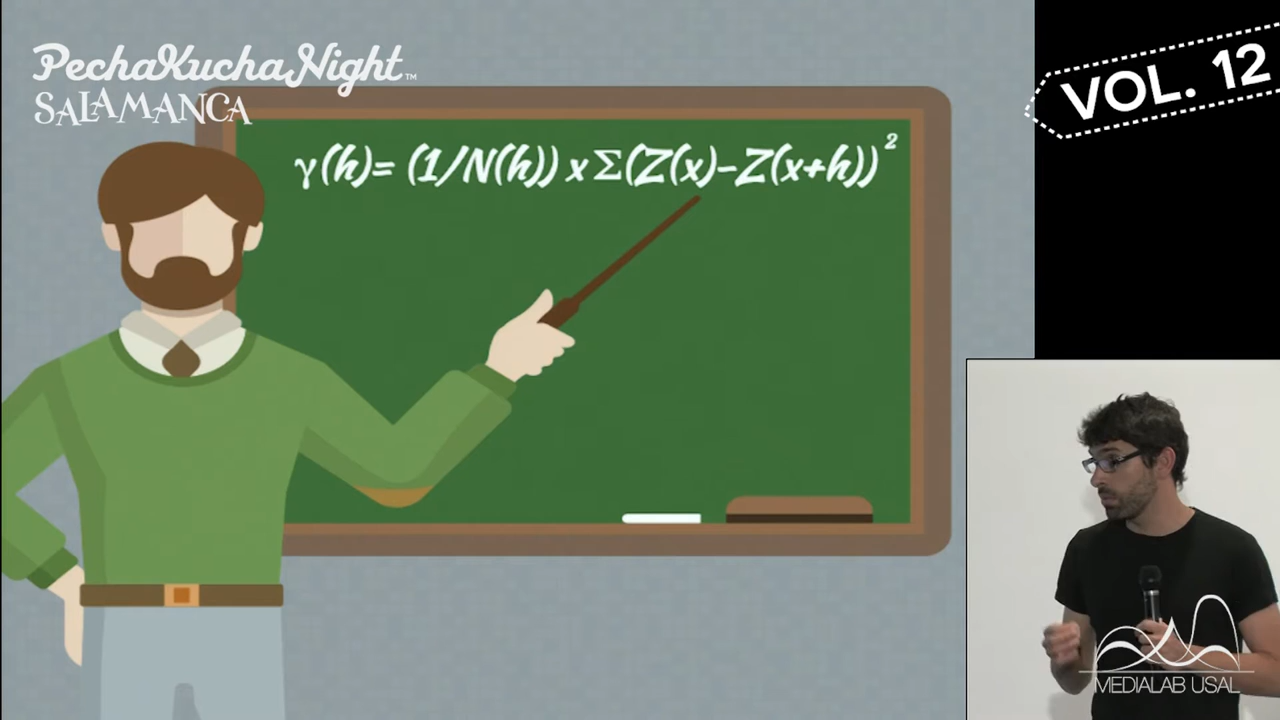 PechaKuchaNight™
SALAMANCA
VOL. 12
γ(h)= (1/N(h)) x Σ(Z(x)-Z(x+h))²
MEDIALAB USAL